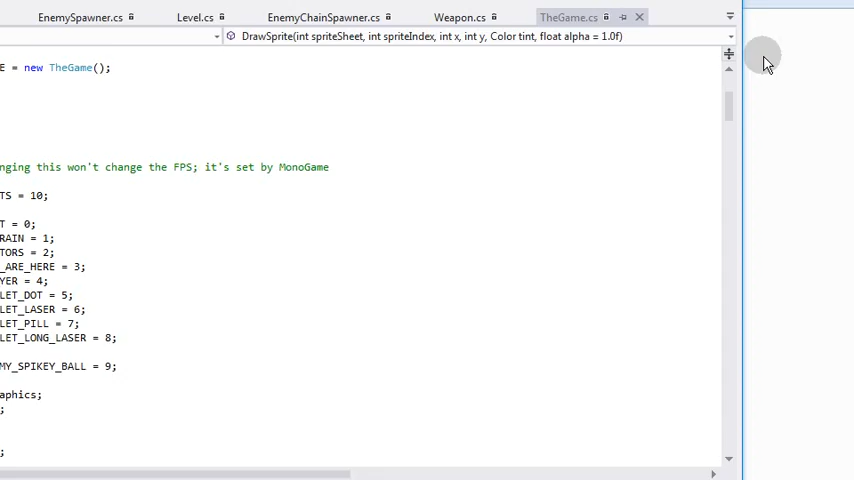 EnemySpawner.cs Level.cs EnemyChainSpawner.cs Weapon.cs TheGame.cs
DrawSprite(int spriteSheet, int spriteIndex, int x, int y, Color tint, float alpha = 1.0f)
E = new TheGame();
nging this won't change the FPS; it's set by MonoGame
TS = 10;
T = 0;
RAIN = 1;
TORS = 2;
_ARE_HERE = 3;
YER = 4;
LET_DOT = 5;
LET_LASER = 6;
LET_PILL = 7;
LET_LONG_LASER = 8;
MY_SPIKEY_BALL = 9;
aphics;
;
;